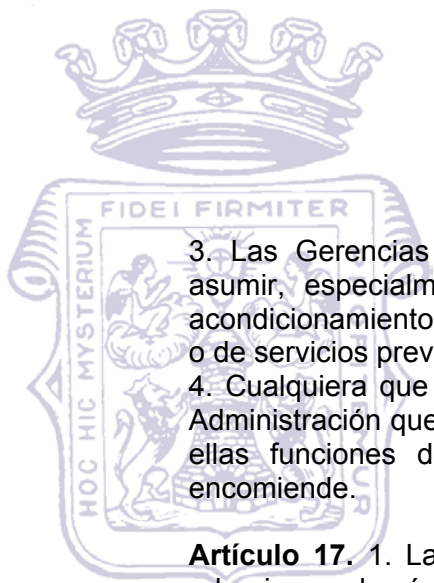 FIDEI FIRMITER
HOC HIC MYSTERIUM
3. Las Gerencias
asumir, especialm
acondicionamiento
o de servicios prev
4. Cualquiera que
Administración que
ellas funciones d
encomiende.
Artículo 17. 1. La